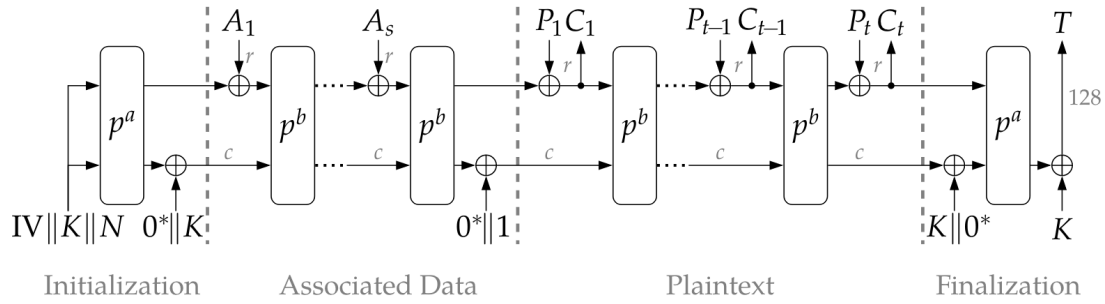 A₁ Aₛ P₁ C₁ Pₜ₋₁ Cₜ₋₁ Pₜ Cₜ T
r r r r r
pᵃ pᵇ pᵇ pᵇ pᵇ pᵃ 128
c c c c c
IV‖K‖N 0*‖K 0*‖1 K‖0* K
Initialization Associated Data Plaintext Finalization